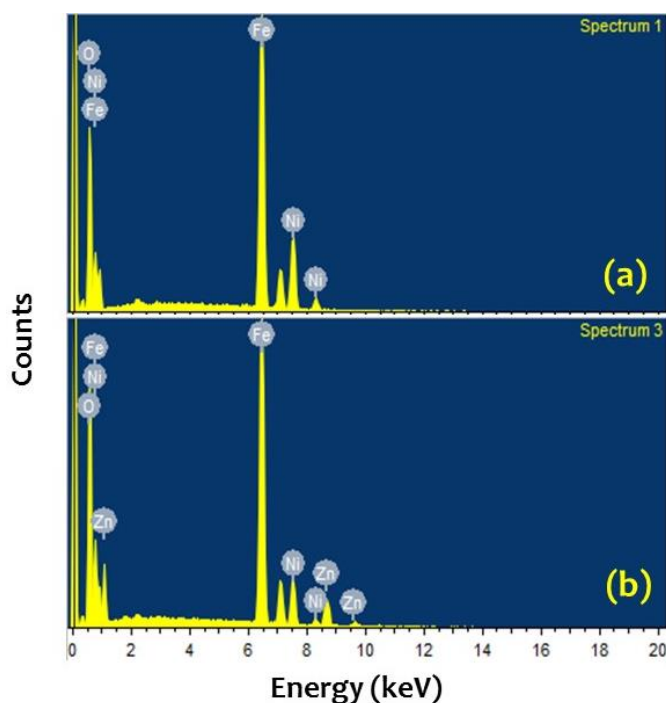 Spectrum 1
Fe
O
Ni
Fe
Ni
Ni
(a)
Counts
Spectrum 3
Fe
Fe
Ni
O
Zn
Ni
Zn
Ni
Zn
(b)
0 2 4 6 8 10 12 14 16 18 20
Energy (keV)